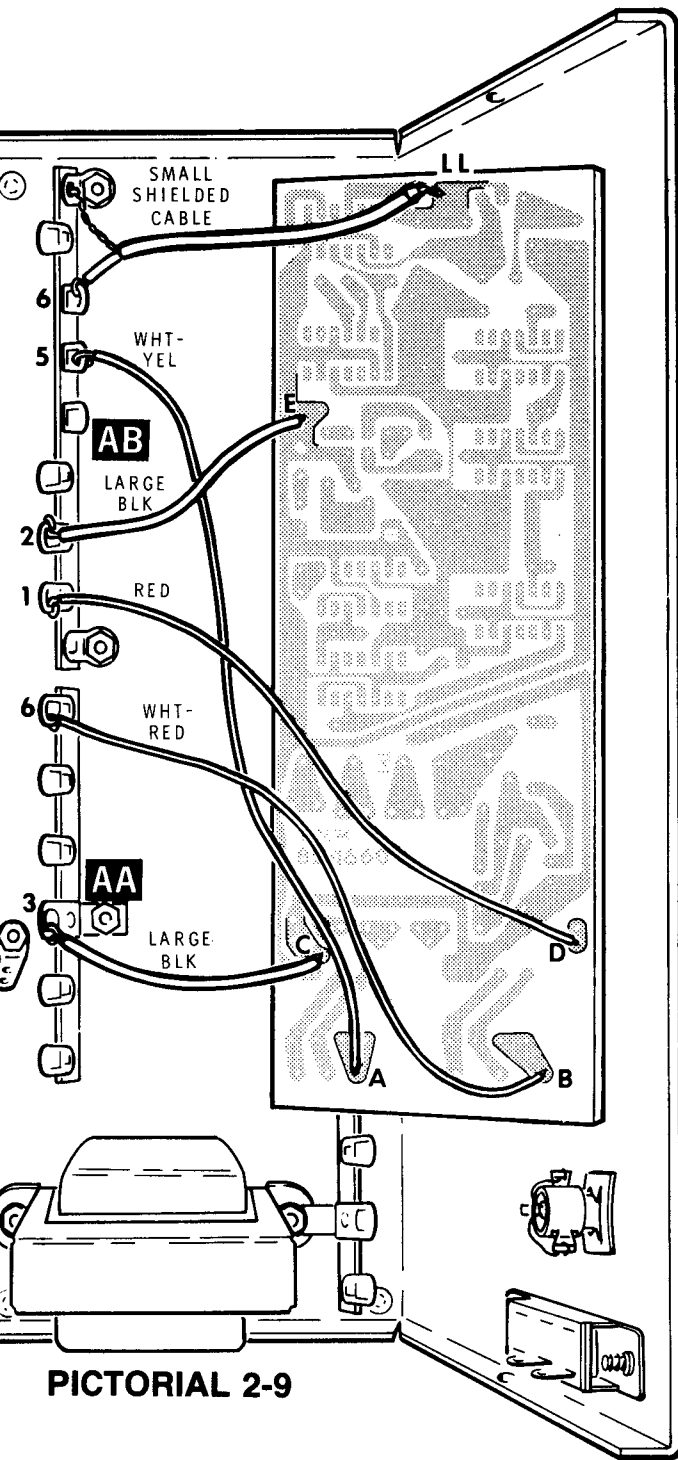 LL
SMALL
SHIELDED
CABLE
6
WHT-
YEL
5
E
AB
LARGE
BLK
2
1
RED
6
WHT-
RED
AA
3
LARGE
BLK
C
D
A
B
PICTORIAL 2-9